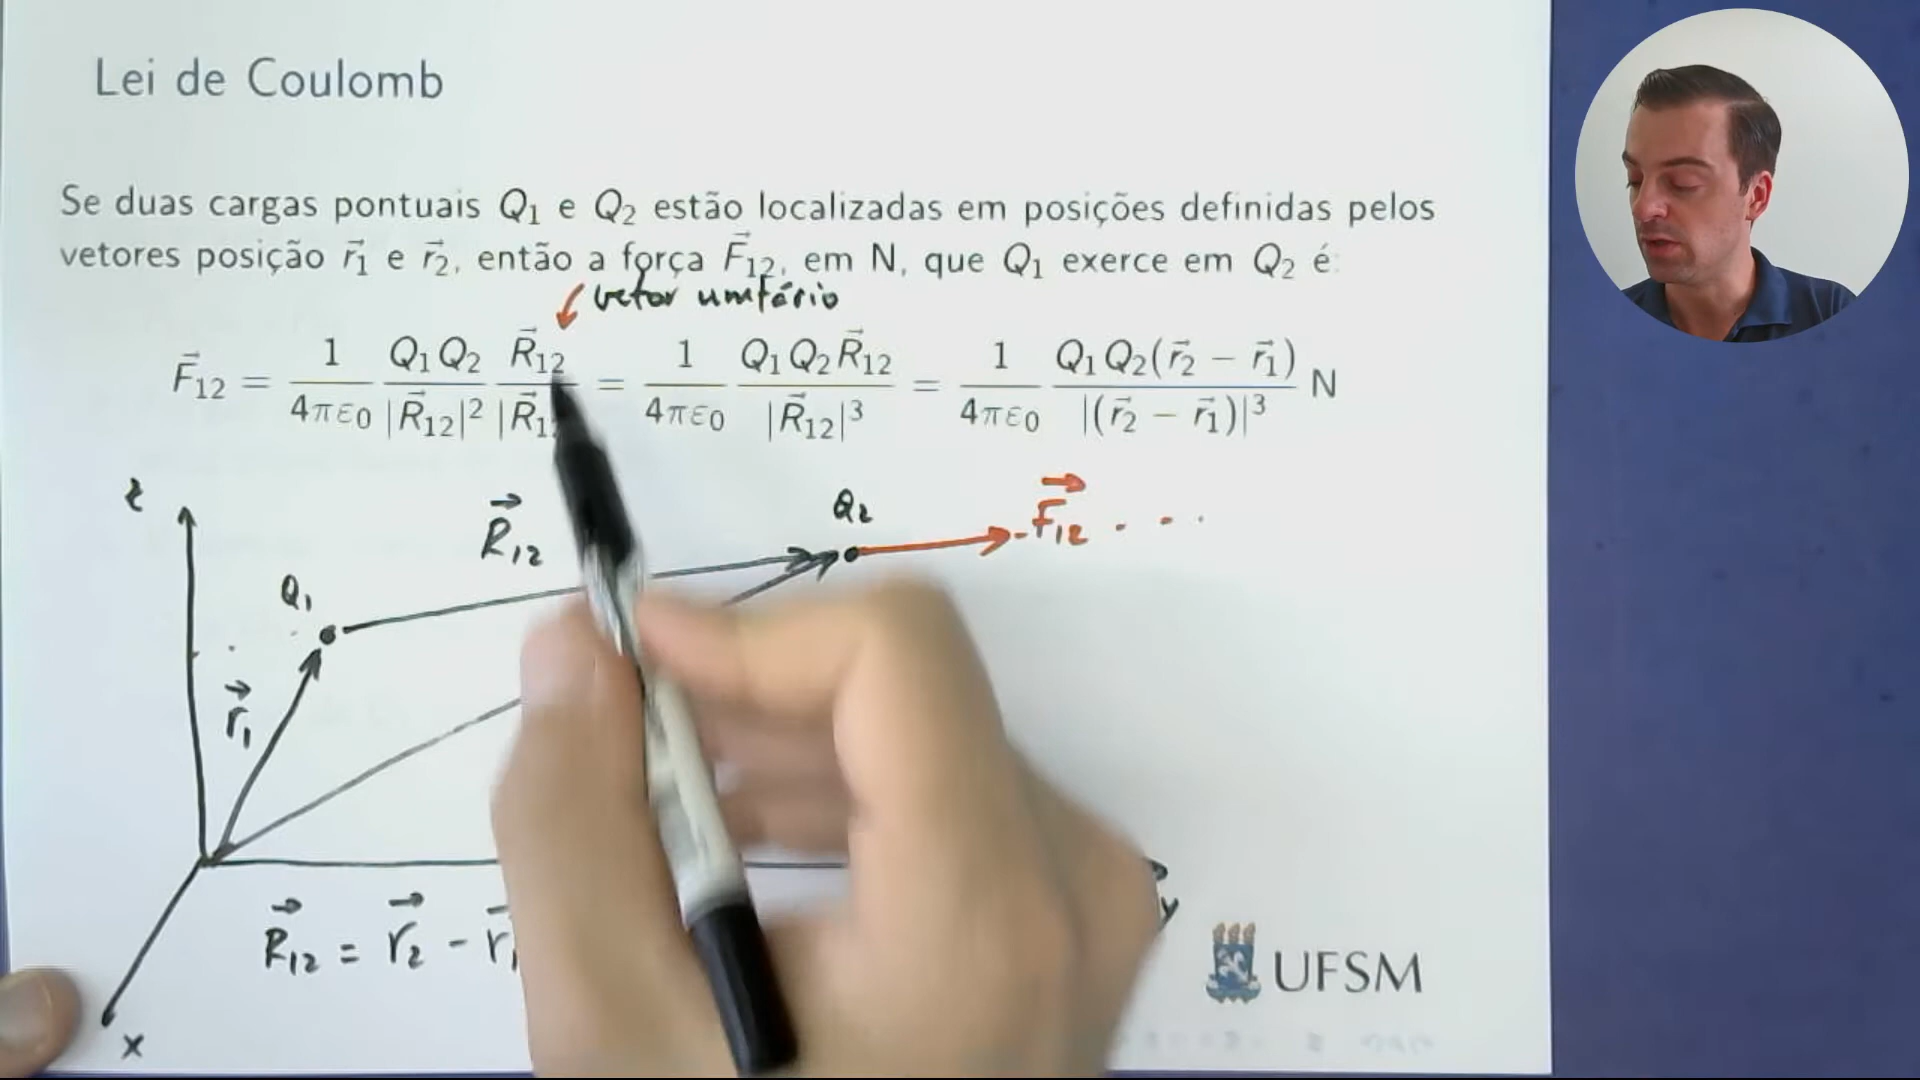 Lei de Coulomb
Se duas cargas pontuais Q₁ e Q₂ estão localizadas em posições definidas pelos
vetores posição r⃗₁ e r⃗₂, então a força F⃗₁₂, em N, que Q₁ exerce em Q₂ é:
vetor unitário
F⃗₁₂ = 1/(4πε₀) Q₁Q₂/|R⃗₁₂|² R⃗₁₂/|R⃗₁ = 1/(4πε₀) Q₁Q₂R⃗₁₂/|R⃗₁₂|³ = 1/(4πε₀) Q₁Q₂(r⃗₂ − r⃗₁)/|(r⃗₂ − r⃗₁)|³ N
z
R⃗₁₂
Q₂
F⃗₁₂
Q₁
r⃗₁
y
R⃗₁₂ = r⃗₂ - r⃗₁
UFSM
x